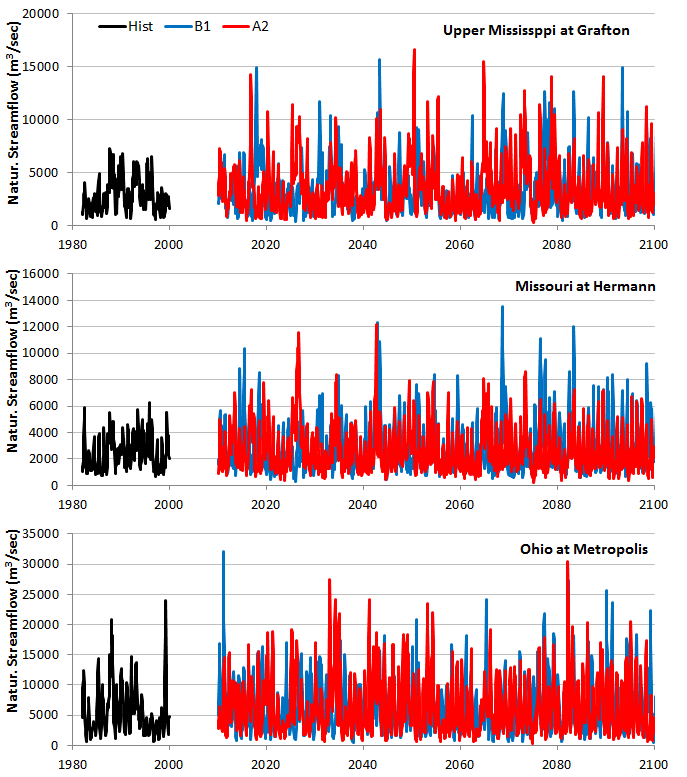 Natur. Streamflow (m³/sec)
20000
15000
10000
5000
0
Hist B1 A2
Upper Mississppi at Grafton
1980 2000 2020 2040 2060 2080 2100
Natur. Streamflow (m³/sec)
16000
14000
12000
10000
8000
6000
4000
2000
0
Missouri at Hermann
1980 2000 2020 2040 2060 2080 2100
Natur. Streamflow (m³/sec)
35000
30000
25000
20000
15000
10000
5000
0
Ohio at Metropolis
1980 2000 2020 2040 2060 2080 2100